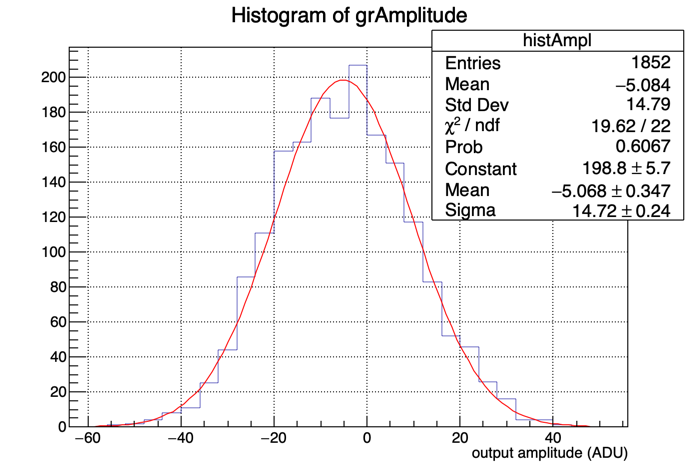 Histogram of grAmplitude
histAmpl
Entries 1852
Mean −5.084
Std Dev 14.79
χ² / ndf 19.62 / 22
Prob 0.6067
Constant 198.8 ± 5.7
Mean −5.068 ± 0.347
Sigma 14.72 ± 0.24
200
180
160
140
120
100
80
60
40
20
0
−60 −40 −20 0 20 40
output amplitude (ADU)